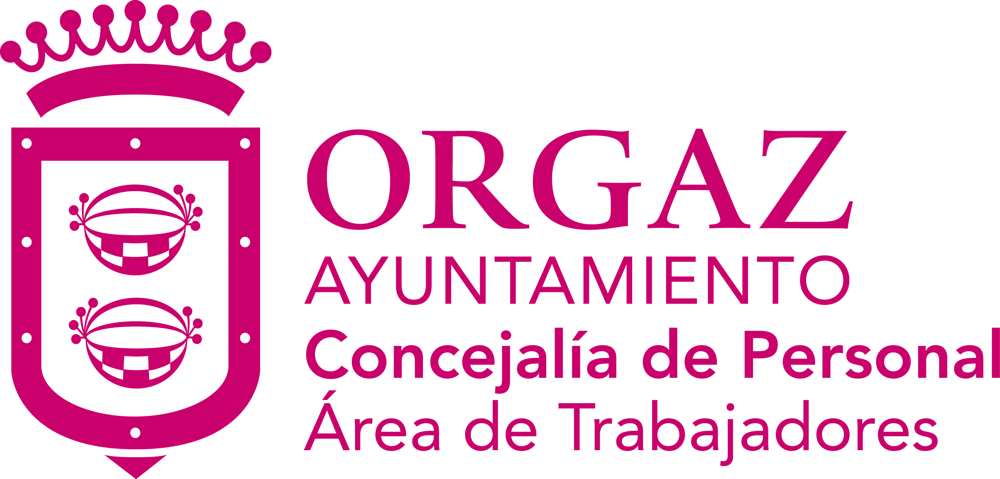 ORGAZ
AYUNTAMIENTO
Concejalía de Personal
Área de Trabajadores